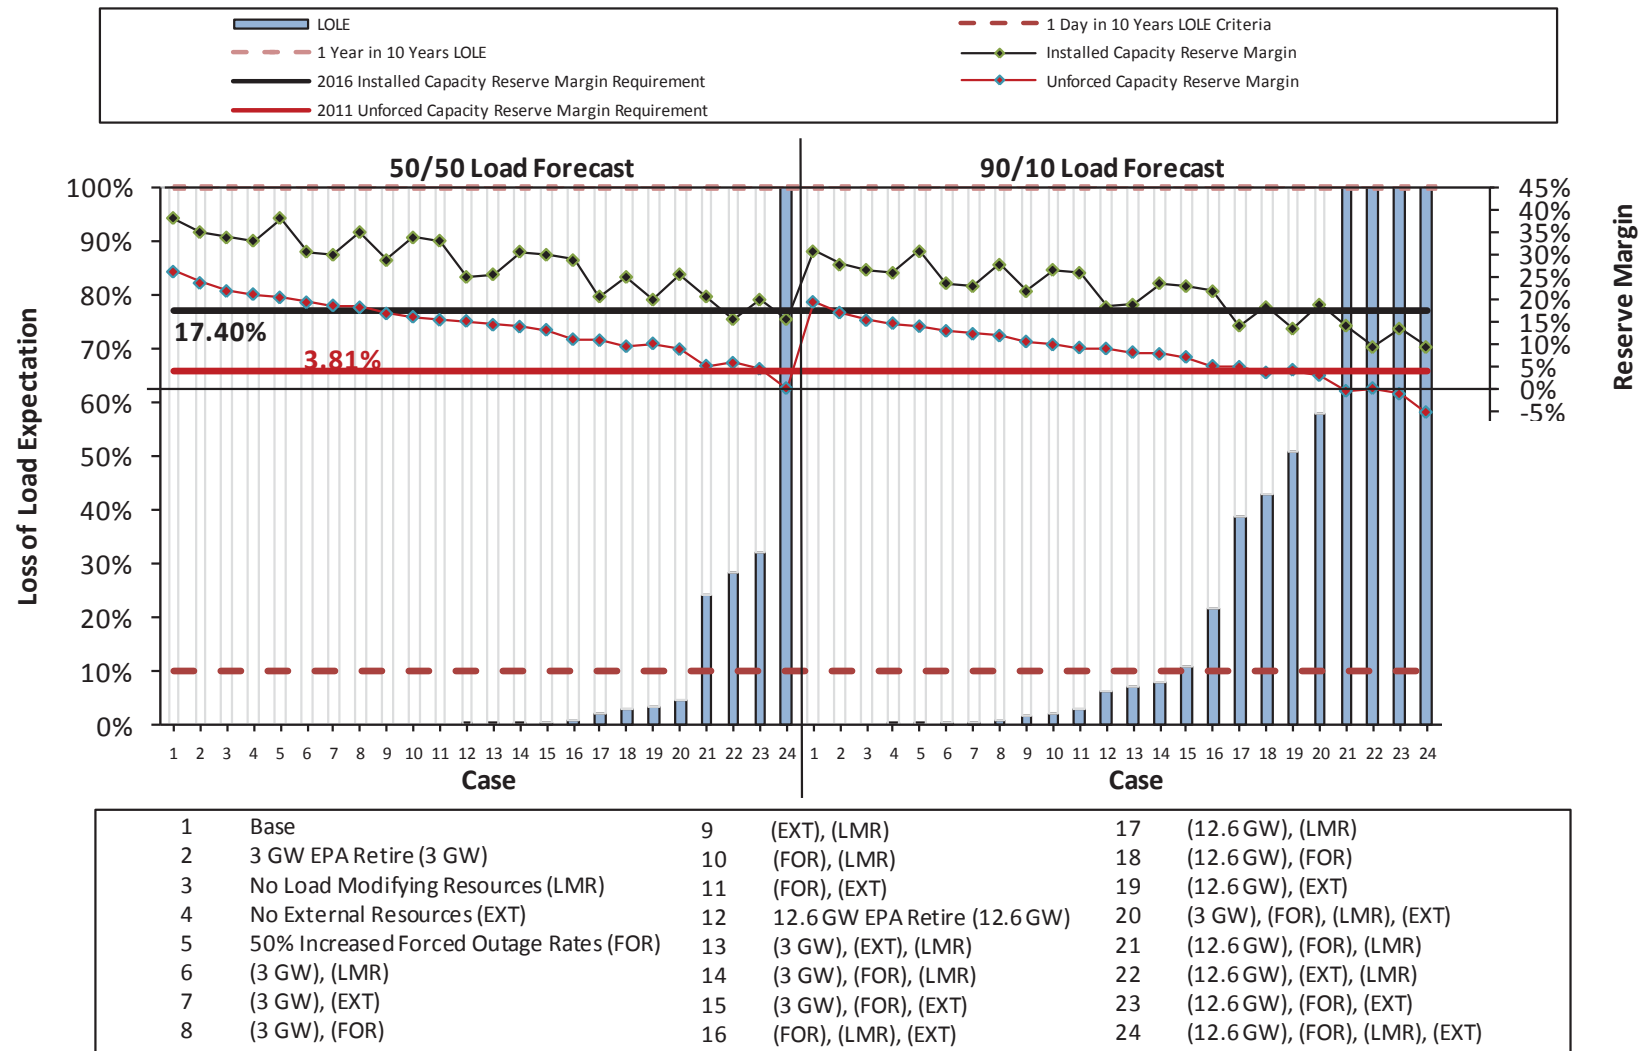 LOLE
1 Day in 10 Years LOLE Criteria
1 Year in 10 Years LOLE
Installed Capacity Reserve Margin
2016 Installed Capacity Reserve Margin Requirement
Unforced Capacity Reserve Margin
2011 Unforced Capacity Reserve Margin Requirement
50/50 Load Forecast
90/10 Load Forecast
Loss of Load Expectation
100%
90%
80%
70%
60%
50%
40%
30%
20%
10%
0%
17.40%
3.81%
45%
40%
35%
30%
25%
20%
15%
10%
5%
0%
-5%
Reserve Margin
1 2 3 4 5 6 7 8 9 10 11 12 13 14 15 16 17 18 19 20 21 22 23 24 1 2 3 4 5 6 7 8 9 10 11 12 13 14 15 16 17 18 19 20 21 22 23 24
Case
Case
1 Base
2 3 GW EPA Retire (3 GW)
3 No Load Modifying Resources (LMR)
4 No External Resources (EXT)
5 50% Increased Forced Outage Rates (FOR)
6 (3 GW), (LMR)
7 (3 GW), (EXT)
8 (3 GW), (FOR)
9 (EXT), (LMR)
10 (FOR), (LMR)
11 (FOR), (EXT)
12 12.6 GW EPA Retire (12.6 GW)
13 (3 GW), (EXT), (LMR)
14 (3 GW), (FOR), (LMR)
15 (3 GW), (FOR), (EXT)
16 (FOR), (LMR), (EXT)
17 (12.6 GW), (LMR)
18 (12.6 GW), (FOR)
19 (12.6 GW), (EXT)
20 (3 GW), (FOR), (LMR), (EXT)
21 (12.6 GW), (FOR), (LMR)
22 (12.6 GW), (EXT), (LMR)
23 (12.6 GW), (FOR), (EXT)
24 (12.6 GW), (FOR), (LMR), (EXT)